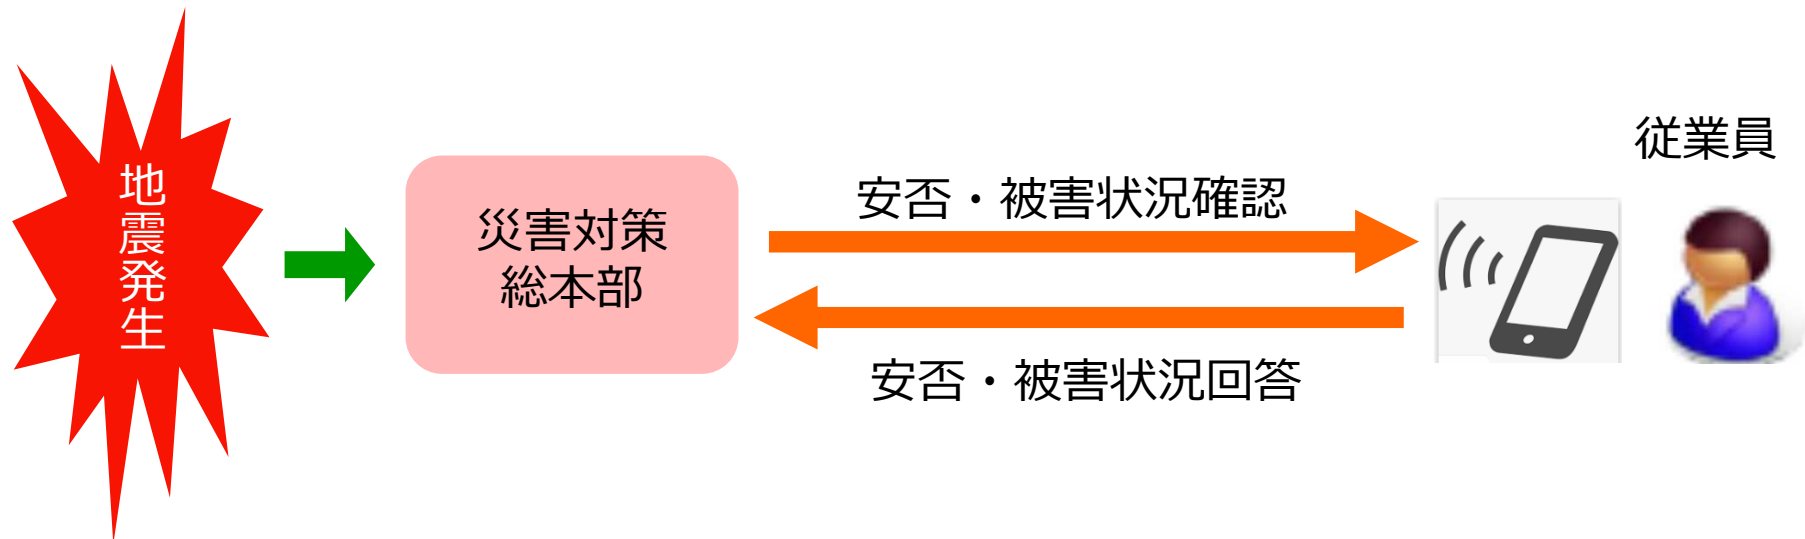 地震発生
災害対策
総本部
安否・被害状況確認
安否・被害状況回答
従業員